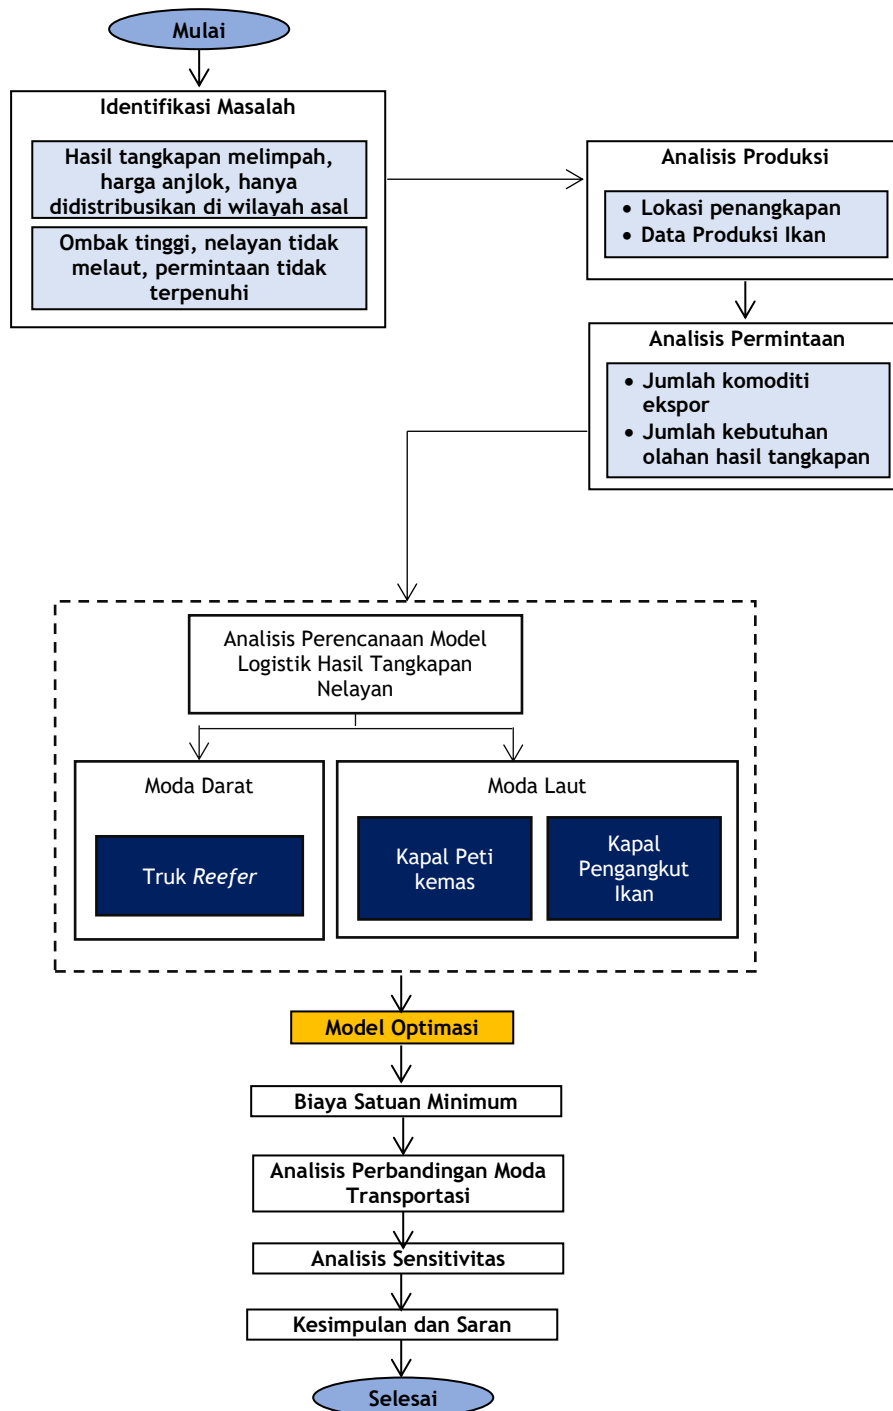 Mulai
Identifikasi Masalah
Hasil tangkapan melimpah,
harga anjlok, hanya
didistribusikan di wilayah asal
Ombak tinggi, nelayan tidak
melaut, permintaan tidak
terpenuhi
Analisis Produksi
• Lokasi penangkapan
• Data Produksi Ikan
Analisis Permintaan
• Jumlah komoditi
ekspor
• Jumlah kebutuhan
olahan hasil tangkapan
Analisis Perencanaan Model
Logistik Hasil Tangkapan
Nelayan
Moda Darat
Truk Reefer
Moda Laut
Kapal Peti
kemas
Kapal
Pengangkut
Ikan
Model Optimasi
Biaya Satuan Minimum
Analisis Perbandingan Moda
Transportasi
Analisis Sensitivitas
Kesimpulan dan Saran
Selesai